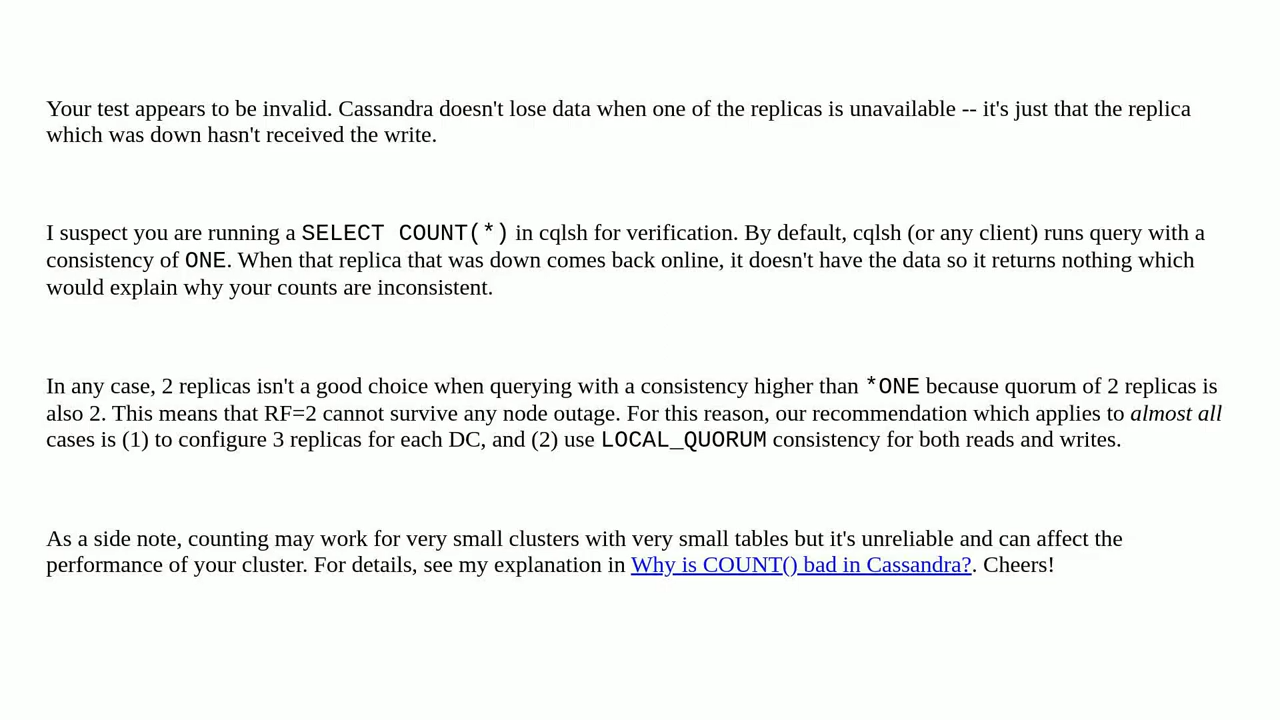 Your test appears to be invalid. Cassandra doesn't lose data when one of the replicas is unavailable -- it's just that the replica
which was down hasn't received the write.
I suspect you are running a SELECT COUNT(*) in cqlsh for verification. By default, cqlsh (or any client) runs query with a
consistency of ONE. When that replica that was down comes back online, it doesn't have the data so it returns nothing which
would explain why your counts are inconsistent.
In any case, 2 replicas isn't a good choice when querying with a consistency higher than *ONE because quorum of 2 replicas is
also 2. This means that RF=2 cannot survive any node outage. For this reason, our recommendation which applies to almost all
cases is (1) to configure 3 replicas for each DC, and (2) use LOCAL_QUORUM consistency for both reads and writes.
As a side note, counting may work for very small clusters with very small tables but it's unreliable and can affect the
performance of your cluster. For details, see my explanation in Why is COUNT() bad in Cassandra?. Cheers!